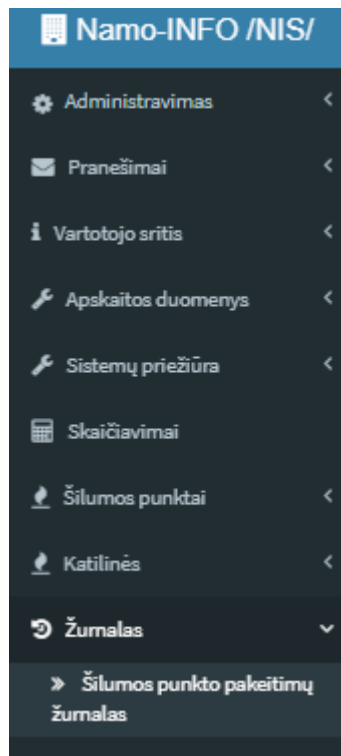 Namo-INFO /NIS/
Administravimas
Pranešimai
Vartotojo sritis
Apskaitos duomenys
Sistemų priežiūra
Skaičiavimai
Šilumos punktai
Katilinės
Žurnalas
» Šilumos punkto pakeitimų
žurnalas